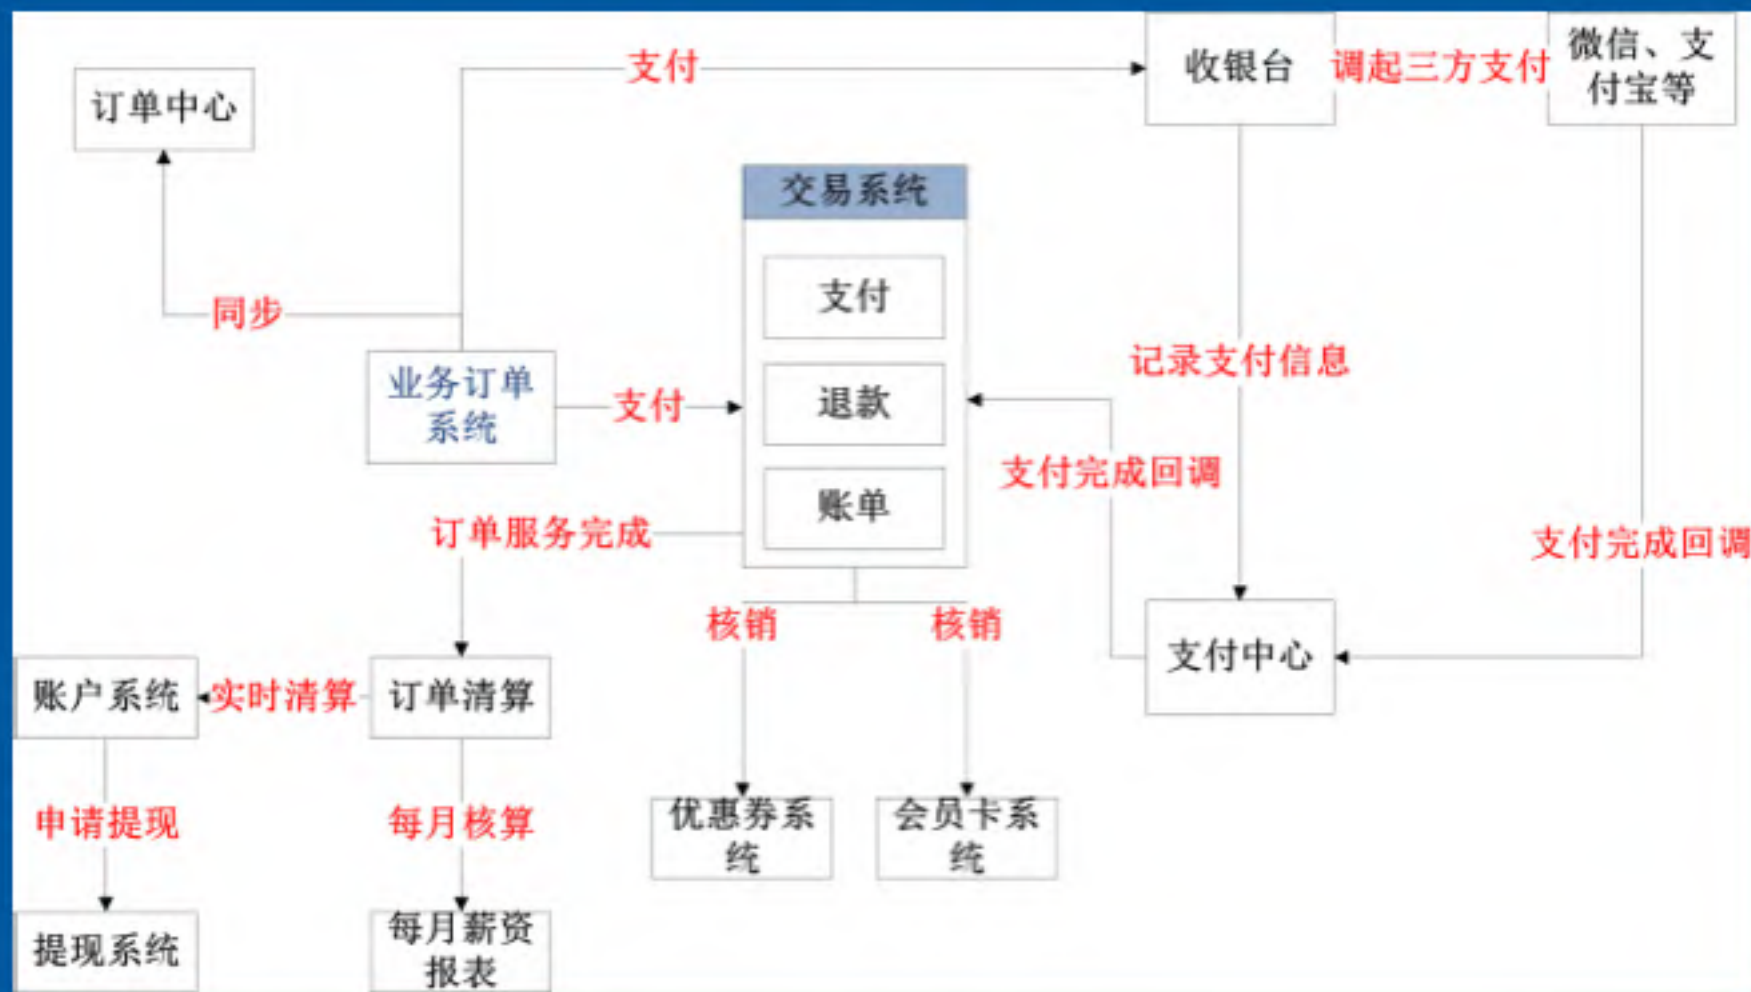 支付
收银台
调起三方支付
微信、支
付宝等
订单中心
交易系统
支付
同步
记录支付信息
业务订单
系统
支付
退款
支付完成回调
账单
订单服务完成
支付完成回调
核销
核销
支付中心
账户系统
实时清算
订单清算
申请提现
每月核算
优惠券系
统
会员卡系
统
提现系统
每月薪资
报表